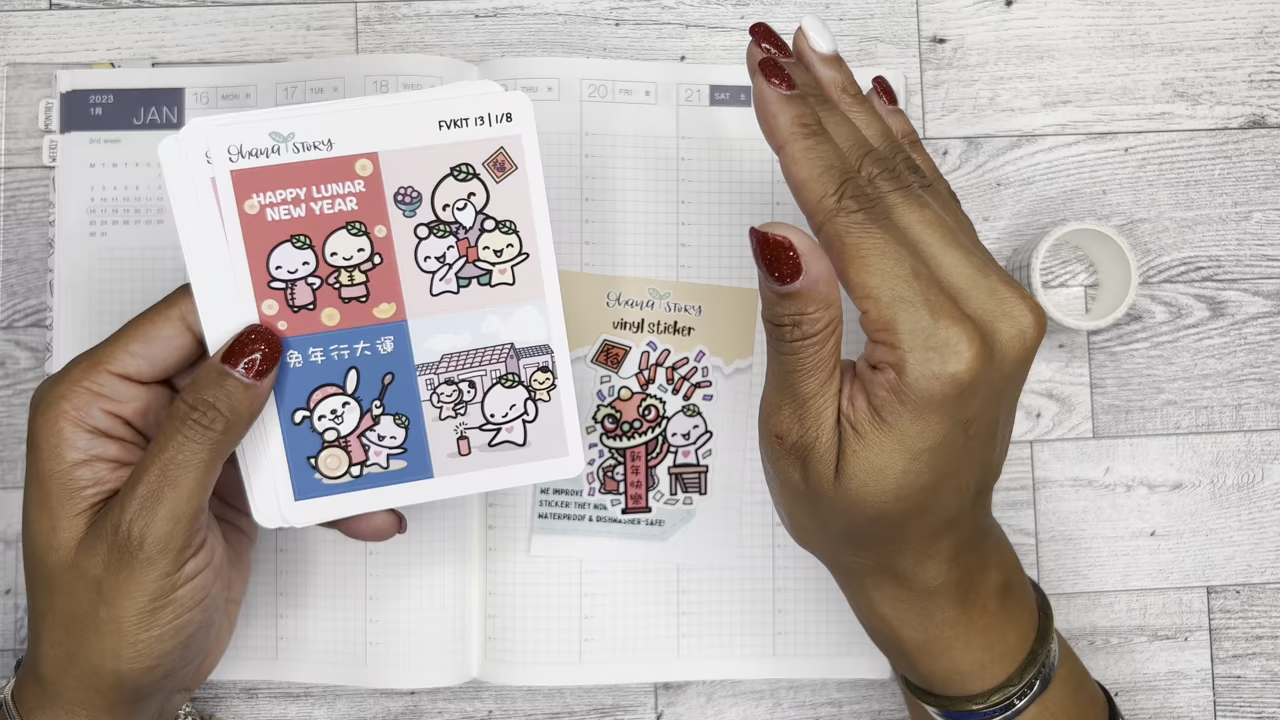 2023
1月
JAN
3rd week
MONTHLY
WEEKLY
16 MON
17 TUE
18 WED
THU
20 FRI
21 SAT 土
Ohana Story
FVKIT 13 | 1/8
HAPPY LUNAR
NEW YEAR
福
兔年行大運
Ohana Story
vinyl sticker
新年快樂
WE IMPROVE
STICKER! THEY
WATERPROOF & DISHWASHER-SAFE!